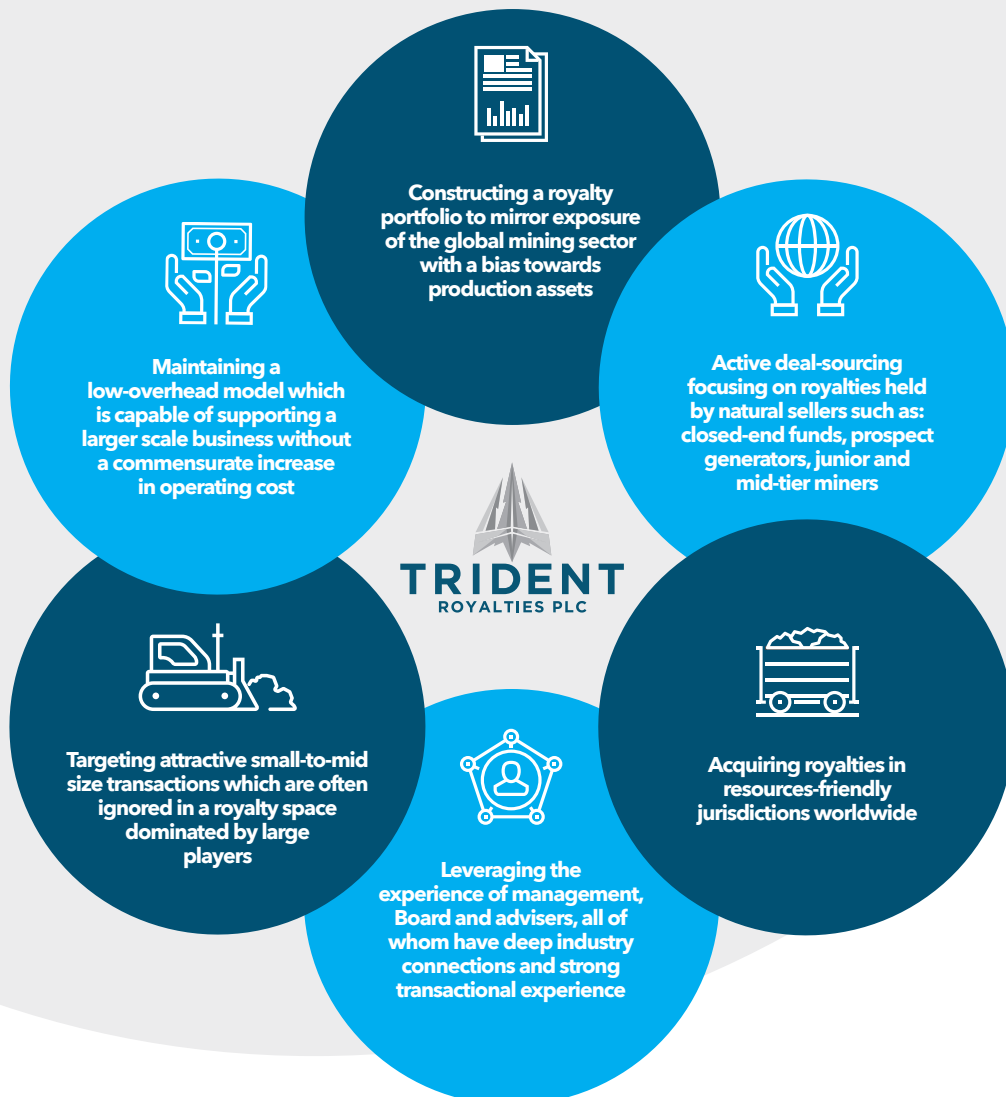 Constructing a royalty
portfolio to mirror exposure
of the global mining sector
with a bias towards
production assets
Active deal-sourcing
focusing on royalties held
by natural sellers such as:
closed-end funds, prospect
generators, junior and
mid-tier miners
Acquiring royalties in
resources-friendly
jurisdictions worldwide
Leveraging the
experience of management,
Board and advisers, all of
whom have deep industry
connections and strong
transactional experience
Targeting attractive small-to-mid
size transactions which are often
ignored in a royalty space
dominated by large
players
Maintaining a
low-overhead model which
is capable of supporting a
larger scale business without
a commensurate increase
in operating cost
TRIDENT
ROYALTIES PLC